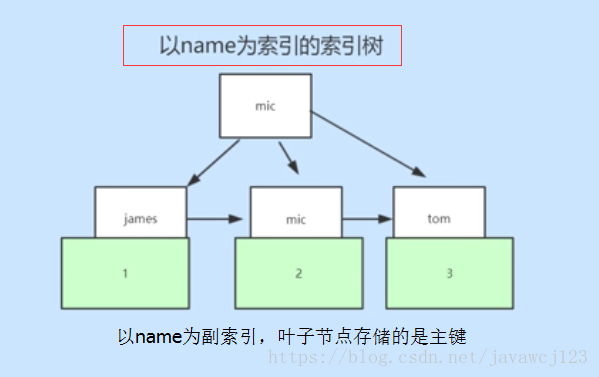 以name为索引的索引树
mic
james
mic
tom
1
2
3
以name为副索引，叶子节点存储的是主键
https://blog.csdn.net/javawcj123